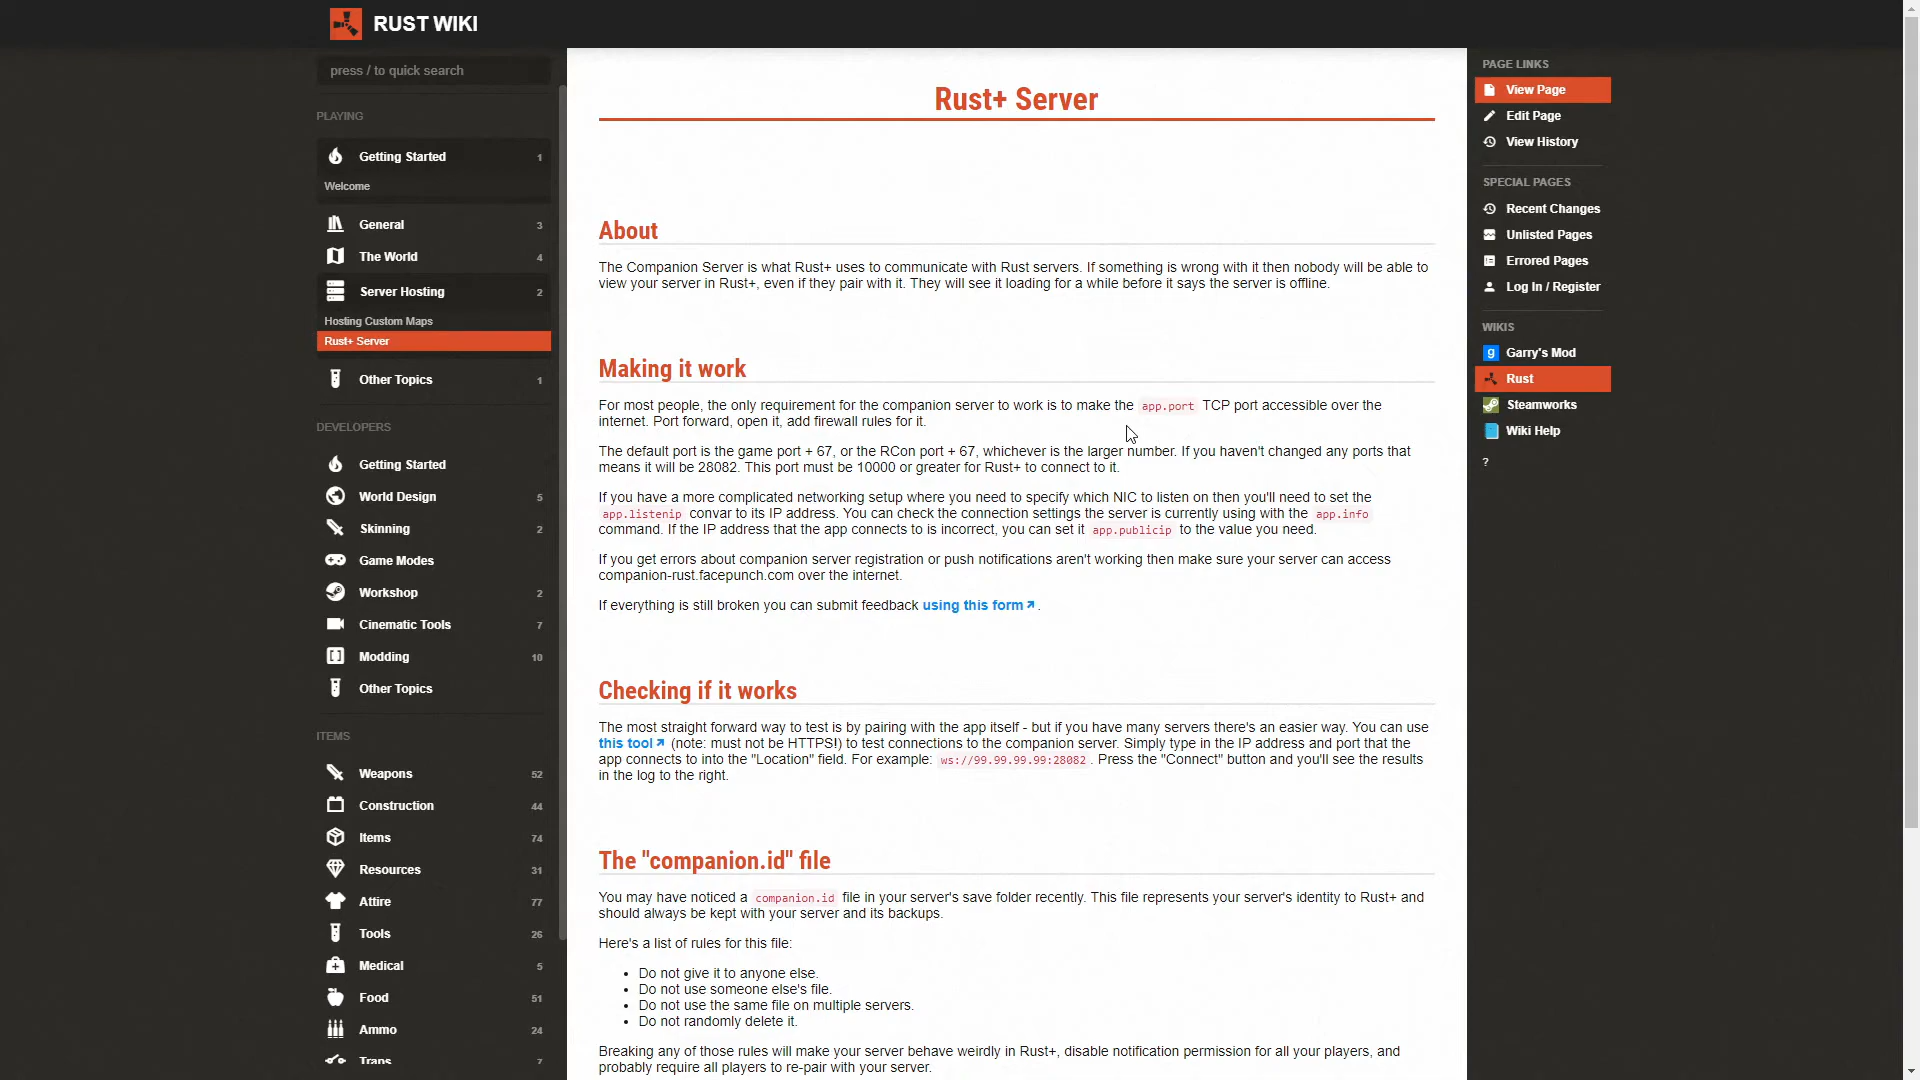 RUST WIKI
press / to quick search
PLAYING
Getting Started 1
Welcome
General 3
The World 4
Server Hosting 2
Hosting Custom Maps
Rust+ Server
Other Topics 1
DEVELOPERS
Getting Started
World Design 5
Skinning 2
Game Modes
Workshop 2
Cinematic Tools 7
Modding 10
Other Topics
ITEMS
Weapons 52
Construction 44
Items 74
Resources 31
Attire 77
Tools 26
Medical 5
Food 51
Ammo 24
Traps 7
Rust+ Server
About
The Companion Server is what Rust+ uses to communicate with Rust servers. If something is wrong with it then nobody will be able to
view your server in Rust+, even if they pair with it. They will see it loading for a while before it says the server is offline.
Making it work
For most people, the only requirement for the companion server to work is to make the app.port TCP port accessible over the
internet. Port forward, open it, add firewall rules for it.
The default port is the game port + 67, or the RCon port + 67, whichever is the larger number. If you haven't changed any ports that
means it will be 28082. This port must be 10000 or greater for Rust+ to connect to it.
If you have a more complicated networking setup where you need to specify which NIC to listen on then you'll need to set the
app.listenip convar to its IP address. You can check the connection settings the server is currently using with the app.info
command. If the IP address that the app connects to is incorrect, you can set it app.publicip to the value you need.
If you get errors about companion server registration or push notifications aren't working then make sure your server can access
companion-rust.facepunch.com over the internet.
If everything is still broken you can submit feedback using this form.
Checking if it works
The most straight forward way to test is by pairing with the app itself - but if you have many servers there's an easier way. You can use
this tool (note: must not be HTTPS!) to test connections to the companion server. Simply type in the IP address and port that the
app connects to into the "Location" field. For example: ws://99.99.99.99:28082. Press the "Connect" button and you'll see the results
in the log to the right.
The "companion.id" file
You may have noticed a companion.id file in your server's save folder recently. This file represents your server's identity to Rust+ and
should always be kept with your server and its backups.
Here's a list of rules for this file:
• Do not give it to anyone else.
• Do not use someone else's file.
• Do not use the same file on multiple servers.
• Do not randomly delete it.
Breaking any of those rules will make your server behave weirdly in Rust+, disable notification permission for all your players, and
probably require all players to re-pair with your server.
PAGE LINKS
View Page
Edit Page
View History
SPECIAL PAGES
Recent Changes
Unlisted Pages
Errored Pages
Log In / Register
WIKIS
g Garry's Mod
Rust
Steamworks
Wiki Help
?